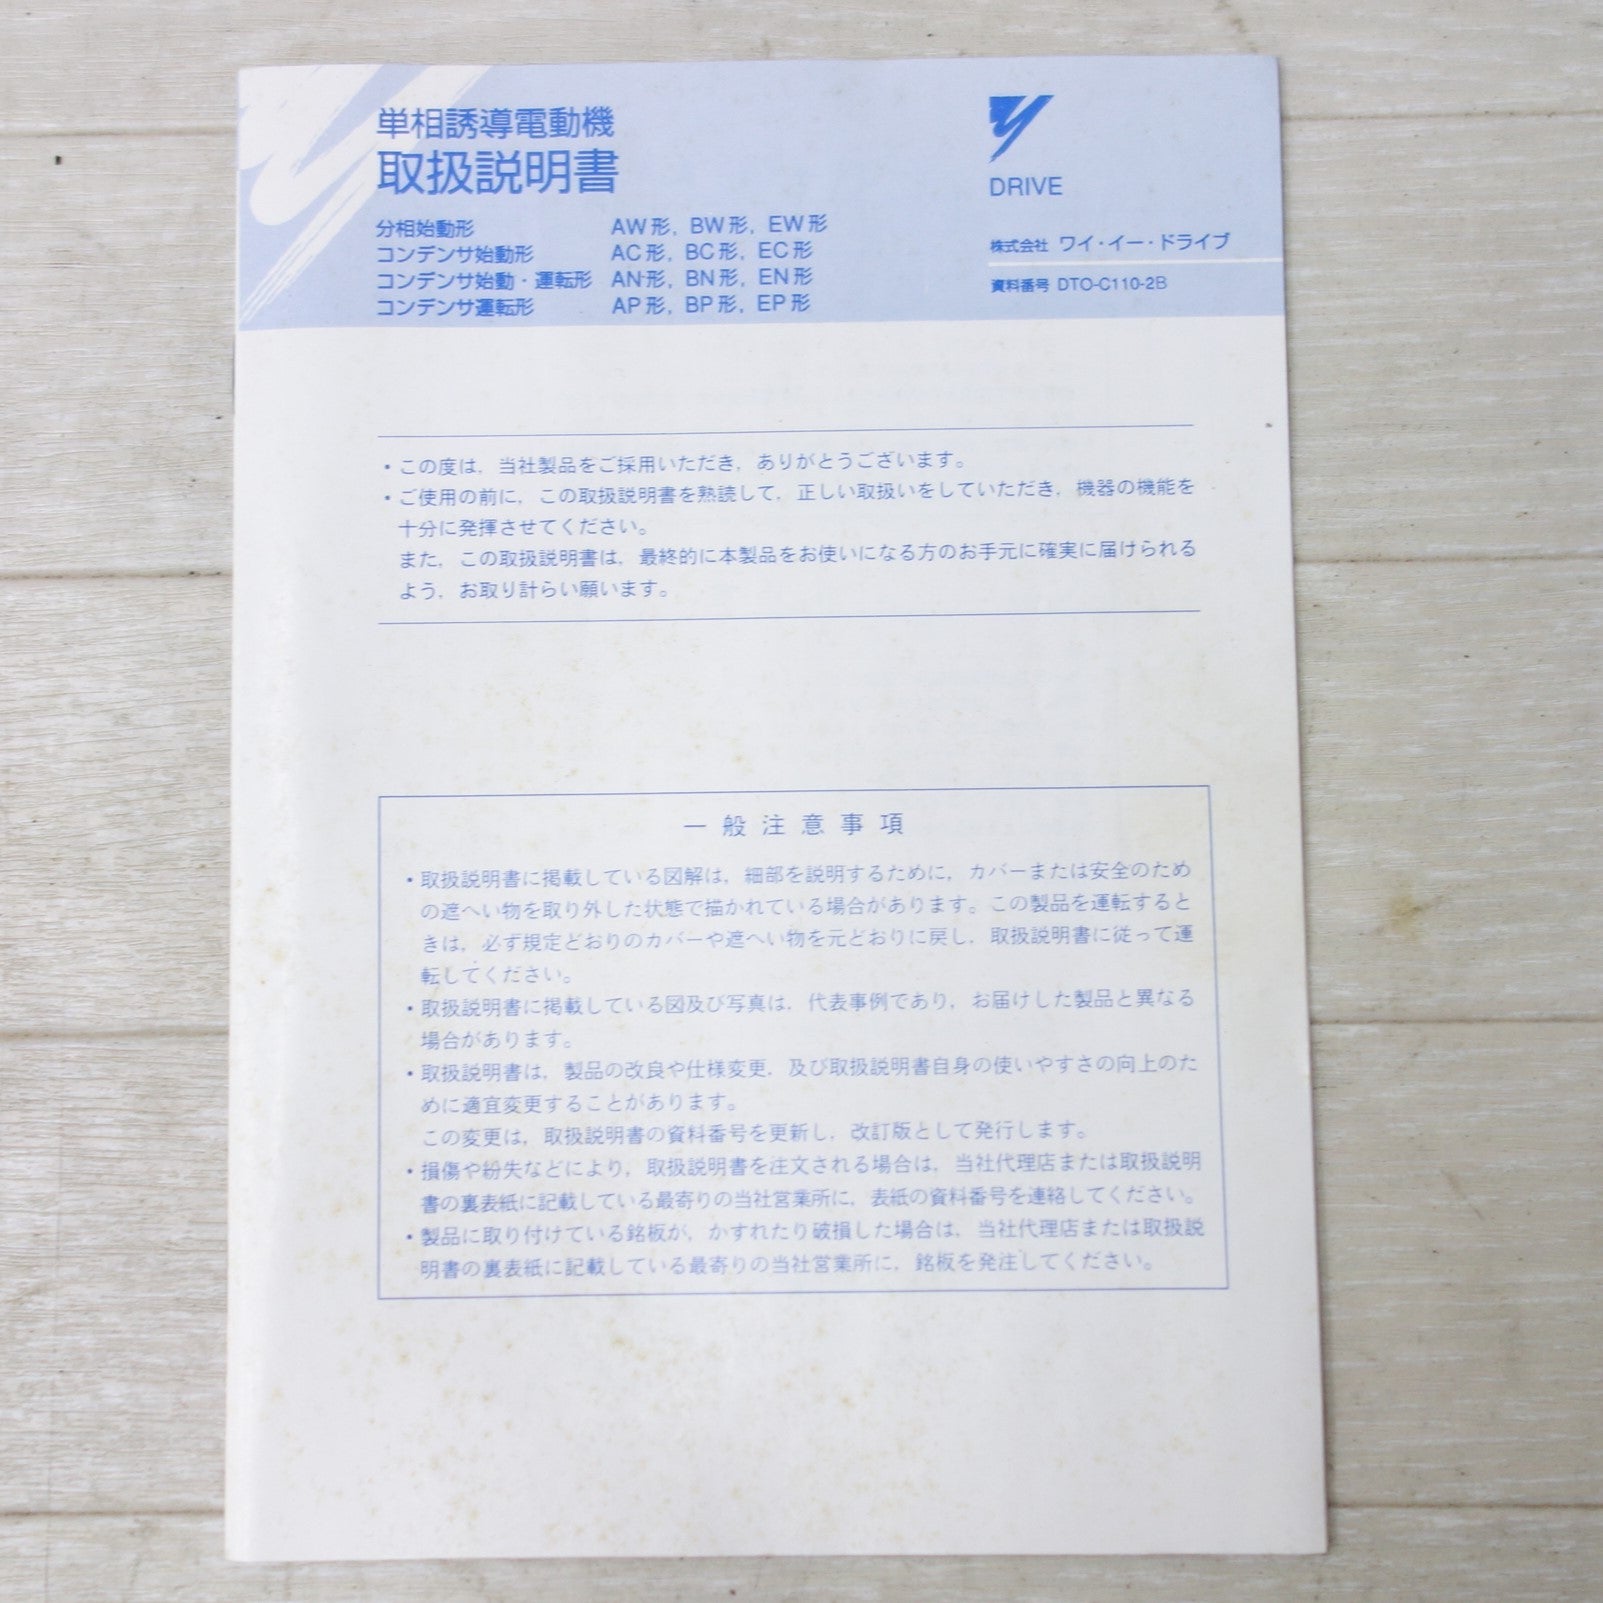 単相誘導電動機
取扱説明書
分相始動形 AW形, BW形, EW形
コンデンサ始動形 AC形, BC形, EC形
コンデンサ始動・運転形 AN形, BN形, EN形
コンデンサ運転形 AP形, BP形, EP形
DRIVE
株式会社 ワイ・イー・ドライブ
資料番号 DTO-C110-2B
・この度は, 当社製品をご採用いただき, ありがとうございます。
・ご使用の前に, この取扱説明書を熟読して, 正しい取扱いをしていただき, 機器の機能を
十分に発揮させてください。
また, この取扱説明書は, 最終的に本製品をお使いになる方のお手元に確実に届けられる
よう, お取り計らい願います。
一般注意事項
・取扱説明書に掲載している図解は, 細部を説明するために, カバーまたは安全のため
の遮へい物を取り外した状態で描かれている場合があります。この製品を運転すると
きは, 必ず規定どおりのカバーや遮へい物を元どおりに戻し, 取扱説明書に従って運
転してください。
・取扱説明書に掲載している図及び写真は, 代表事例であり, お届けした製品と異なる
場合があります。
・取扱説明書は, 製品の改良や仕様変更, 及び取扱説明書自身の使いやすさの向上のた
めに適宜変更することがあります。
この変更は, 取扱説明書の資料番号を更新し, 改訂版として発行します。
・損傷や紛失などにより, 取扱説明書を注文される場合は, 当社代理店または取扱説明
書の裏表紙に記載している最寄りの当社営業所に, 表紙の資料番号を連絡してください。
・製品に取り付けている銘板が, かすれたり破損した場合は, 当社代理店または取扱説
明書の裏表紙に記載している最寄りの当社営業所に, 銘板を発注してください。